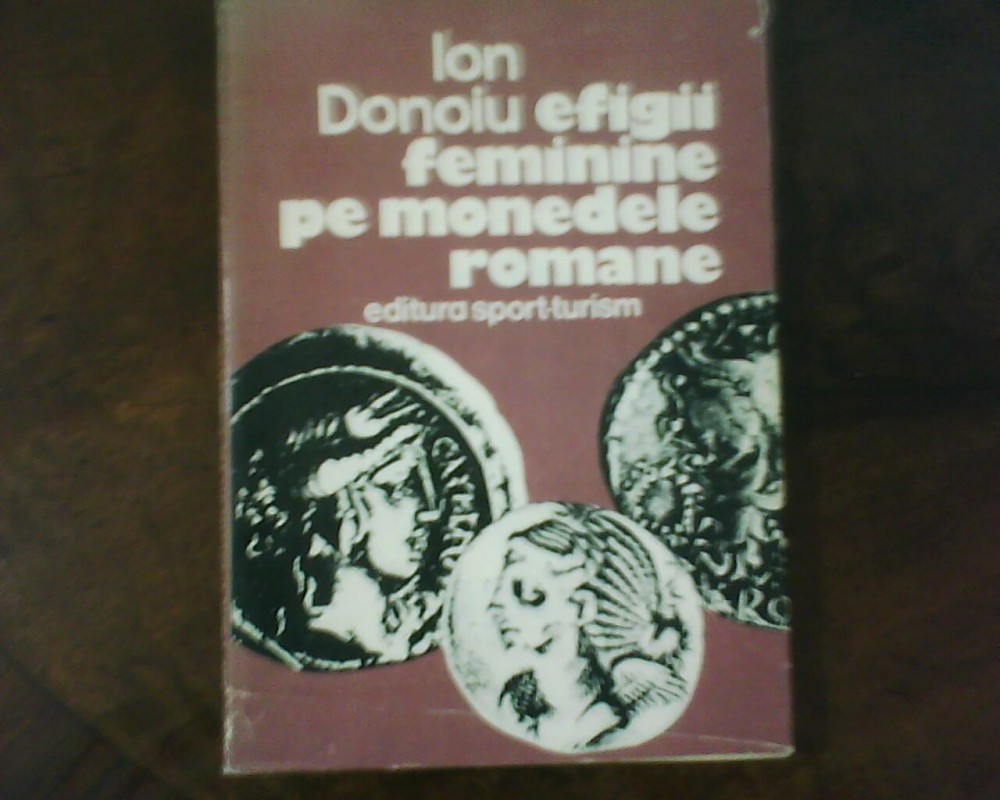 Ion
Donoiu efigii
feminine
pe monedele
romane
editura sport-turism